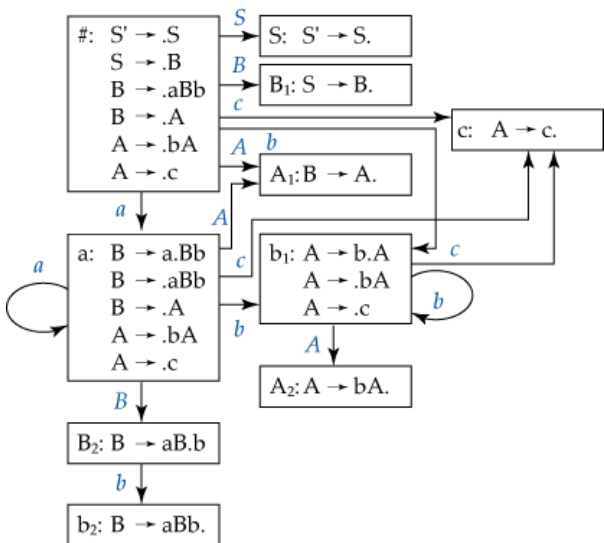 #: S' → .S
S → .B
B → .aBb
B → .A
A → .bA
A → .c
S
S: S' → S.
B
B₁: S → B.
c
c: A → c.
b
A
A₁: B → A.
a
A
a: B → a.Bb
B → .aBb
B → .A
A → .bA
A → .c
a
c
b
b₁: A → b.A
A → .bA
A → .c
c
b
A
A₂: A → bA.
B
B₂: B → aB.b
b
b₂: B → aBb.